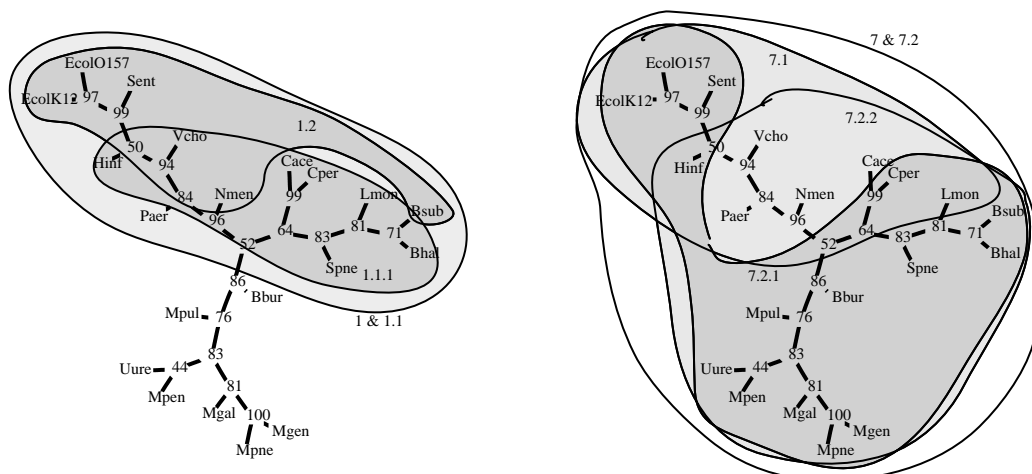 EcolO157
Sent
EcolK12
97
99
1.2
50
Vcho
Hinf
94
Cace
Cper
84
Nmen
99
Lmon
Paer
96
Bsub
64
83
81
71
52
Bhal
Spne
1.1.1
86
Bbur
Mpul
76
1 & 1.1
83
Uure
44
81
Mpen
Mgal
100
Mgen
Mpne
7 & 7.2
7.1
EcolO157
Sent
EcolK12
97
99
7.2.2
50
Vcho
Hinf
94
Cace
Cper
84
Nmen
99
Lmon
Paer
96
Bsub
64
83
81
71
52
Bhal
Spne
7.2.1
86
Bbur
Mpul
76
83
Uure
44
81
Mpen
Mgal
100
Mgen
Mpne